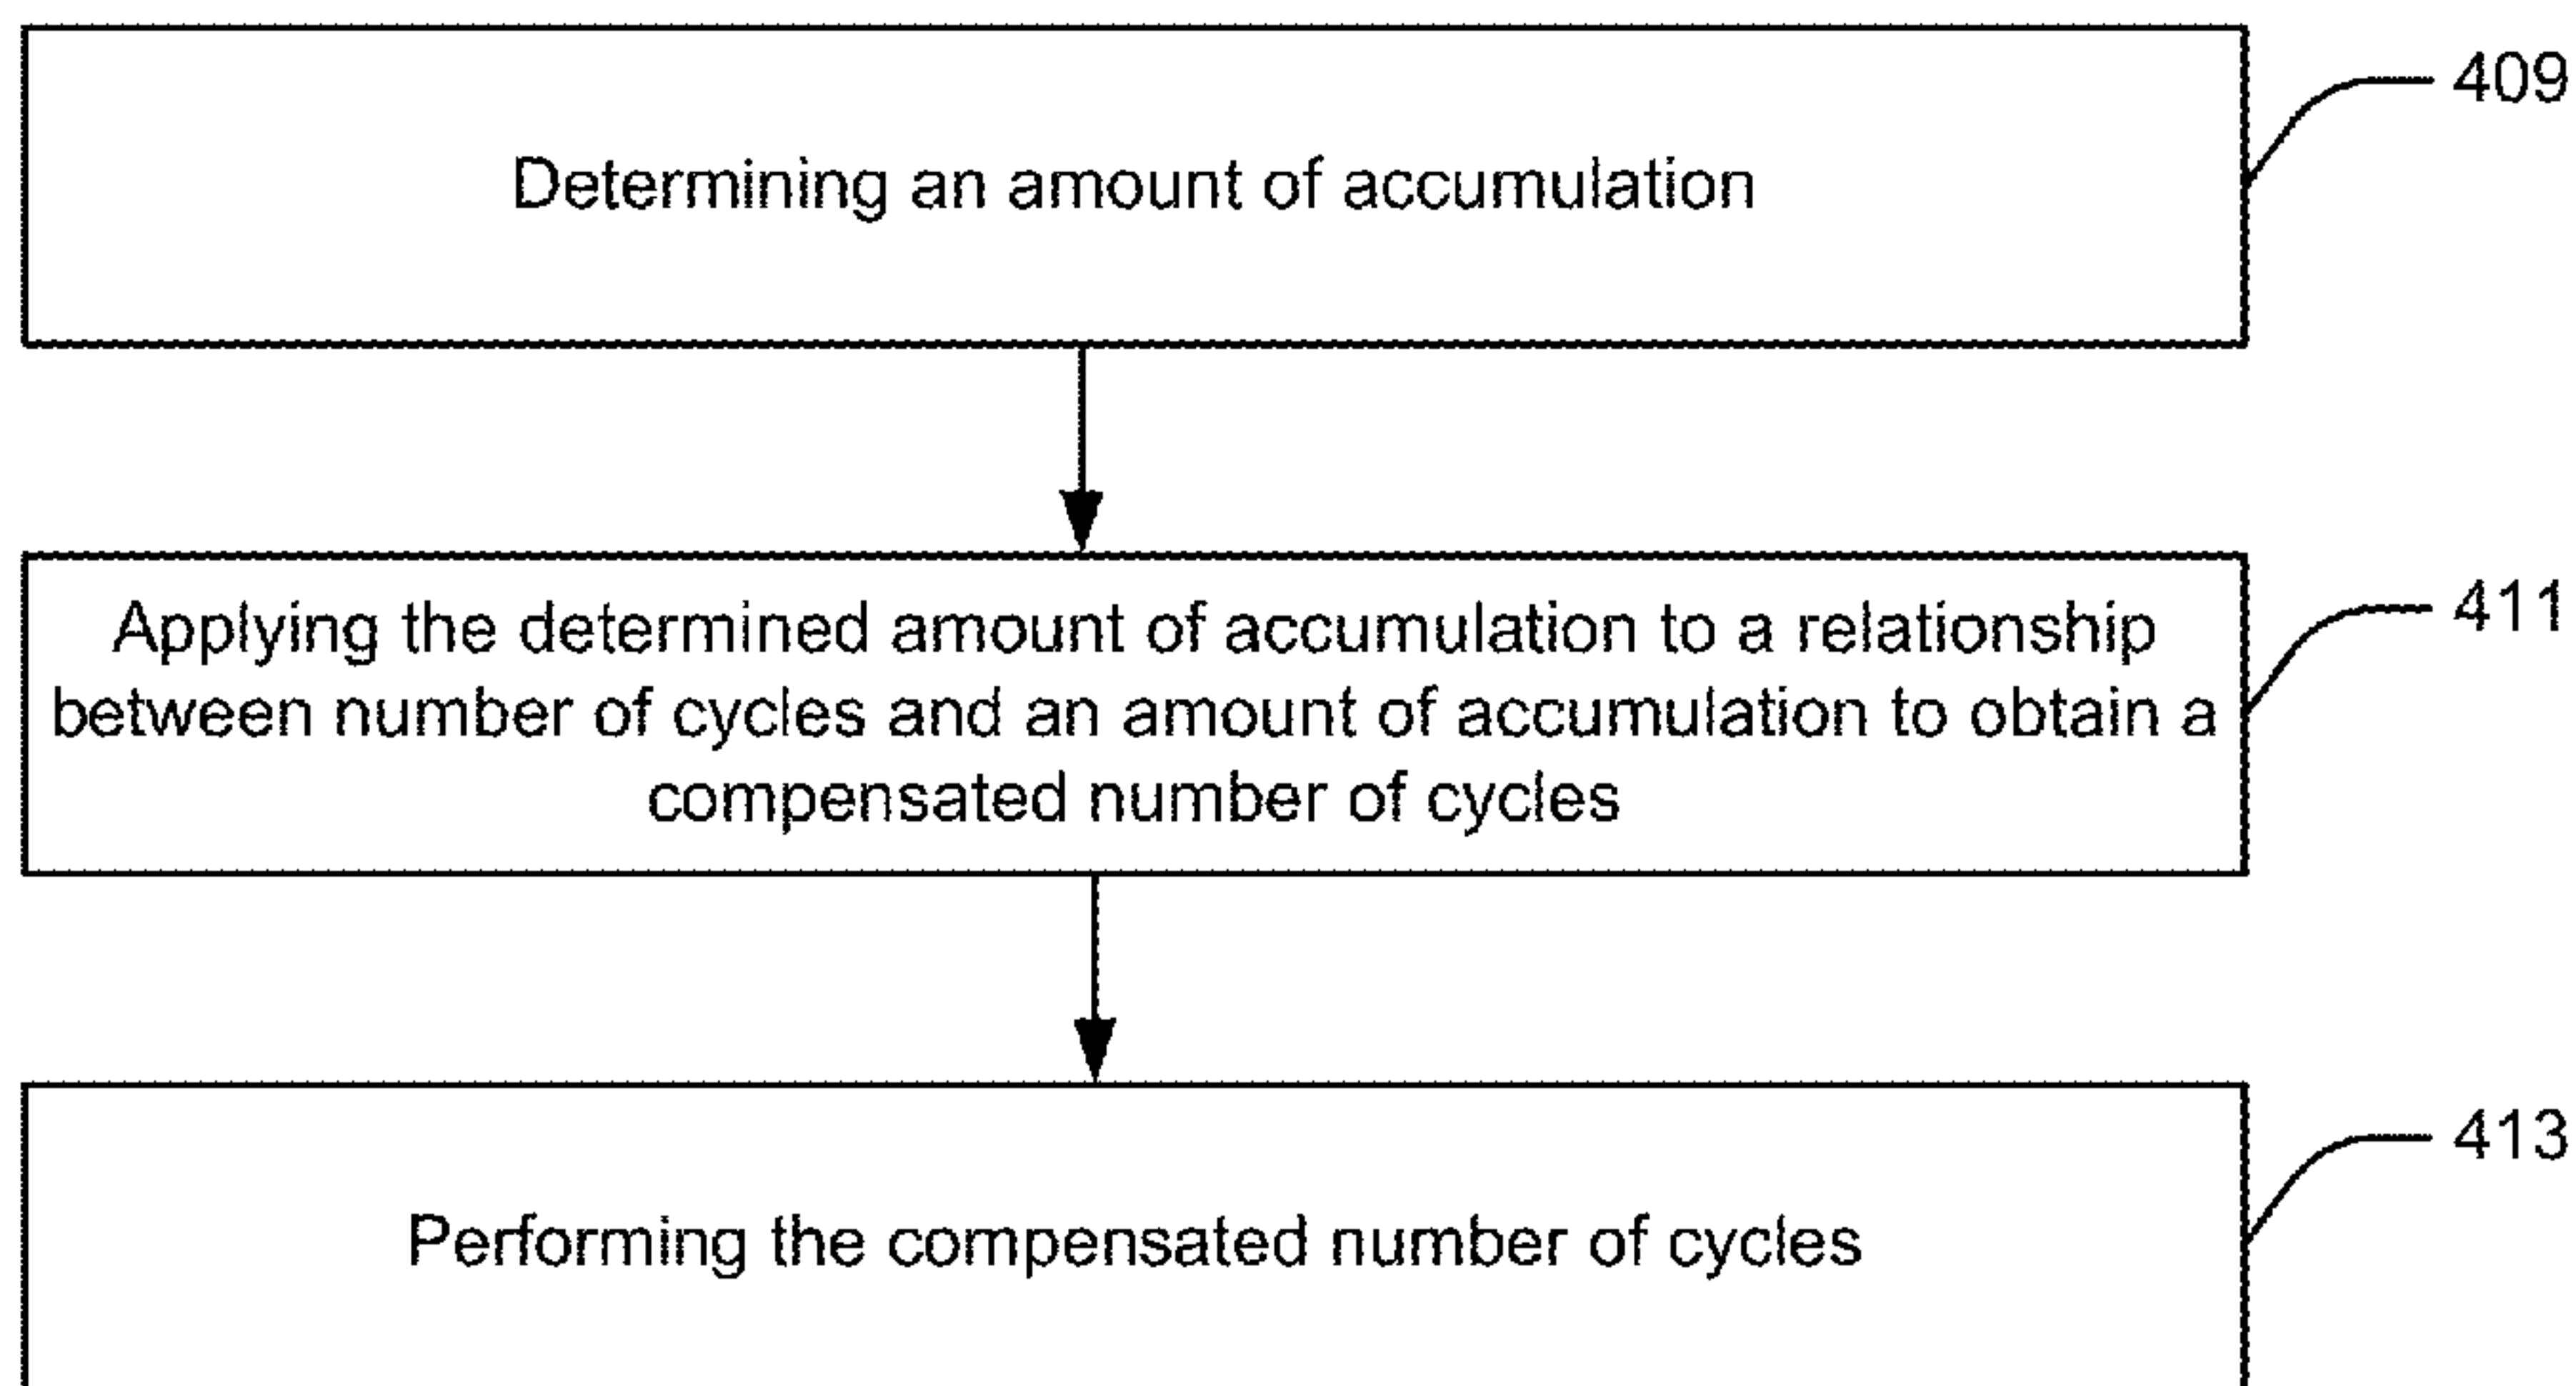 409
Determining an amount of accumulation
411
Applying the determined amount of accumulation to a relationship
between number of cycles and an amount of accumulation to obtain a
compensated number of cycles
413
Performing the compensated number of cycles